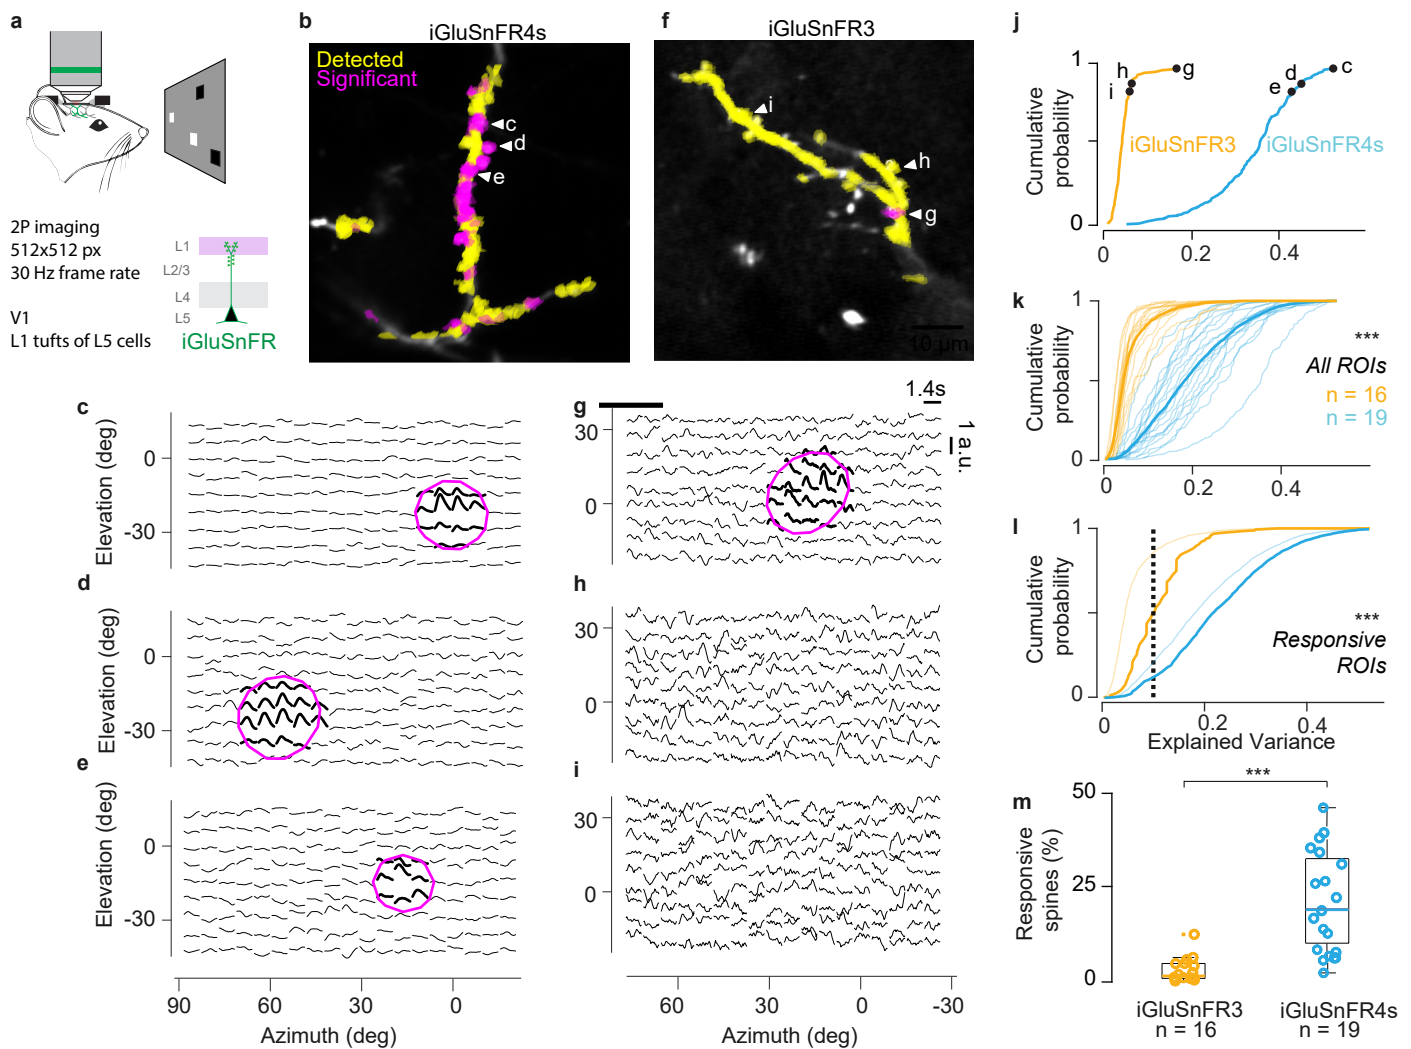 a
2P imaging
512x512 px
30 Hz frame rate
V1
L1 tufts of L5 cells
L1
L2/3
L4
L5
iGluSnFR
b
iGluSnFR4s
Detected
Significant
c
d
e
f
iGluSnFR3
i
h
g
10 µm
c
Elevation (deg)
0
-30
d
Elevation (deg)
0
-30
e
Elevation (deg)
0
-30
90
60
30
0
Azimuth (deg)
g
1.4s
1 a.u.
30
0
h
30
0
i
30
0
60
30
0
-30
Azimuth (deg)
j
Cumulative
probability
1
0
h
g
i
c
d
e
iGluSnFR3
iGluSnFR4s
0
0.2
0.4
k
Cumulative
probability
1
0
***
All ROIs
n = 16
n = 19
0
0.2
0.4
l
Cumulative
probability
1
0
***
Responsive
ROIs
0
0.2
0.4
Explained Variance
m
Responsive
spines (%)
50
25
0
***
iGluSnFR3
n = 16
iGluSnFR4s
n = 19